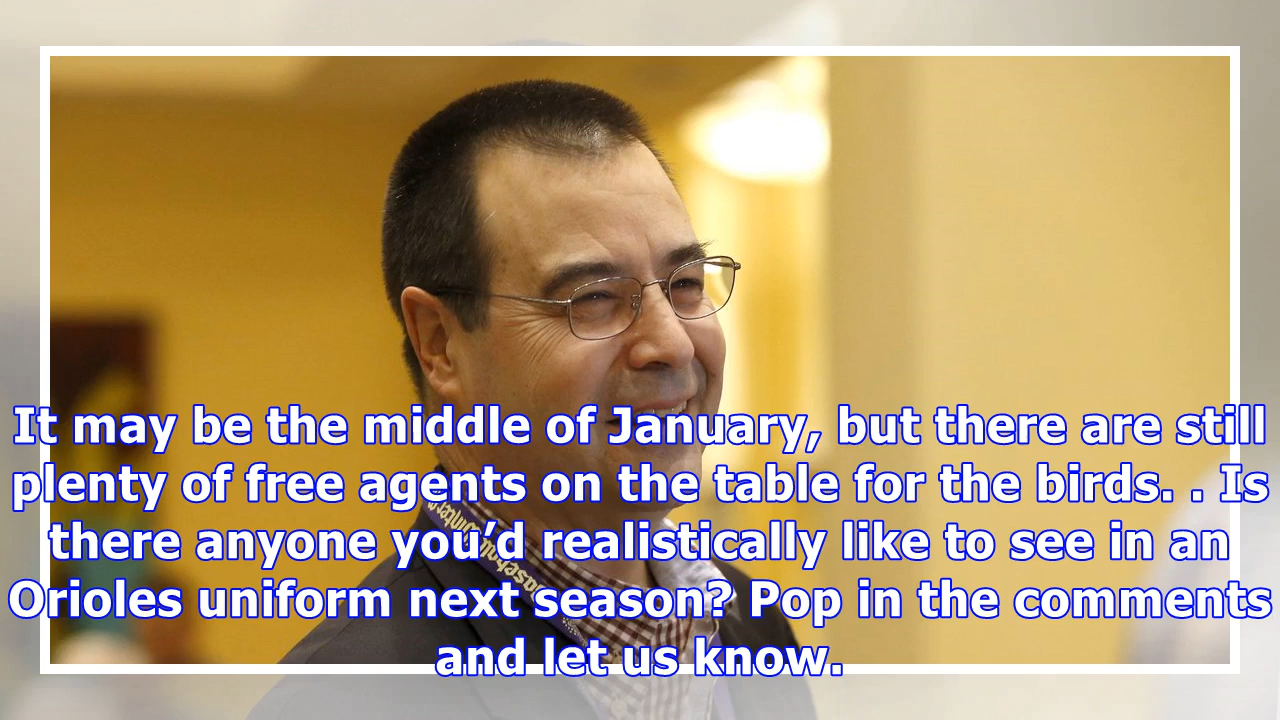 It may be the middle of January, but there are still
plenty of free agents on the table for the birds. . Is
there anyone you’d realistically like to see in an
Orioles uniform next season? Pop in the comments
and let us know.